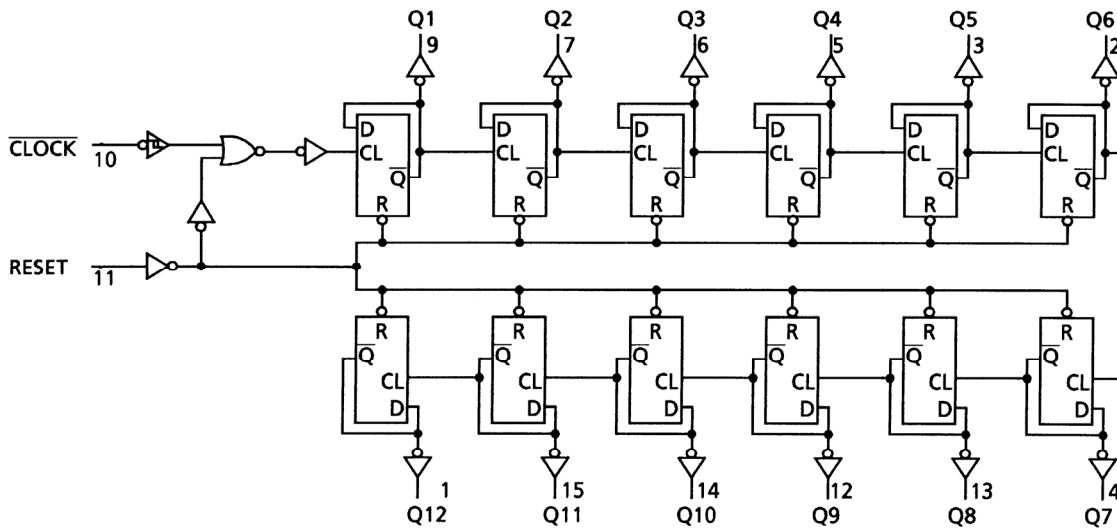 Q1 Q2 Q3 Q4 Q5 Q6
9 7 6 5 3 2
D D D D D D
CLOCK 10 CL CL CL CL CL CL
Q Q Q Q Q Q
R R R R R R
RESET 11
R R R R R R
Q Q Q Q Q Q
CL CL CL CL CL CL
D D D D D D
1 15 14 12 13 4
Q12 Q11 Q10 Q9 Q8 Q7